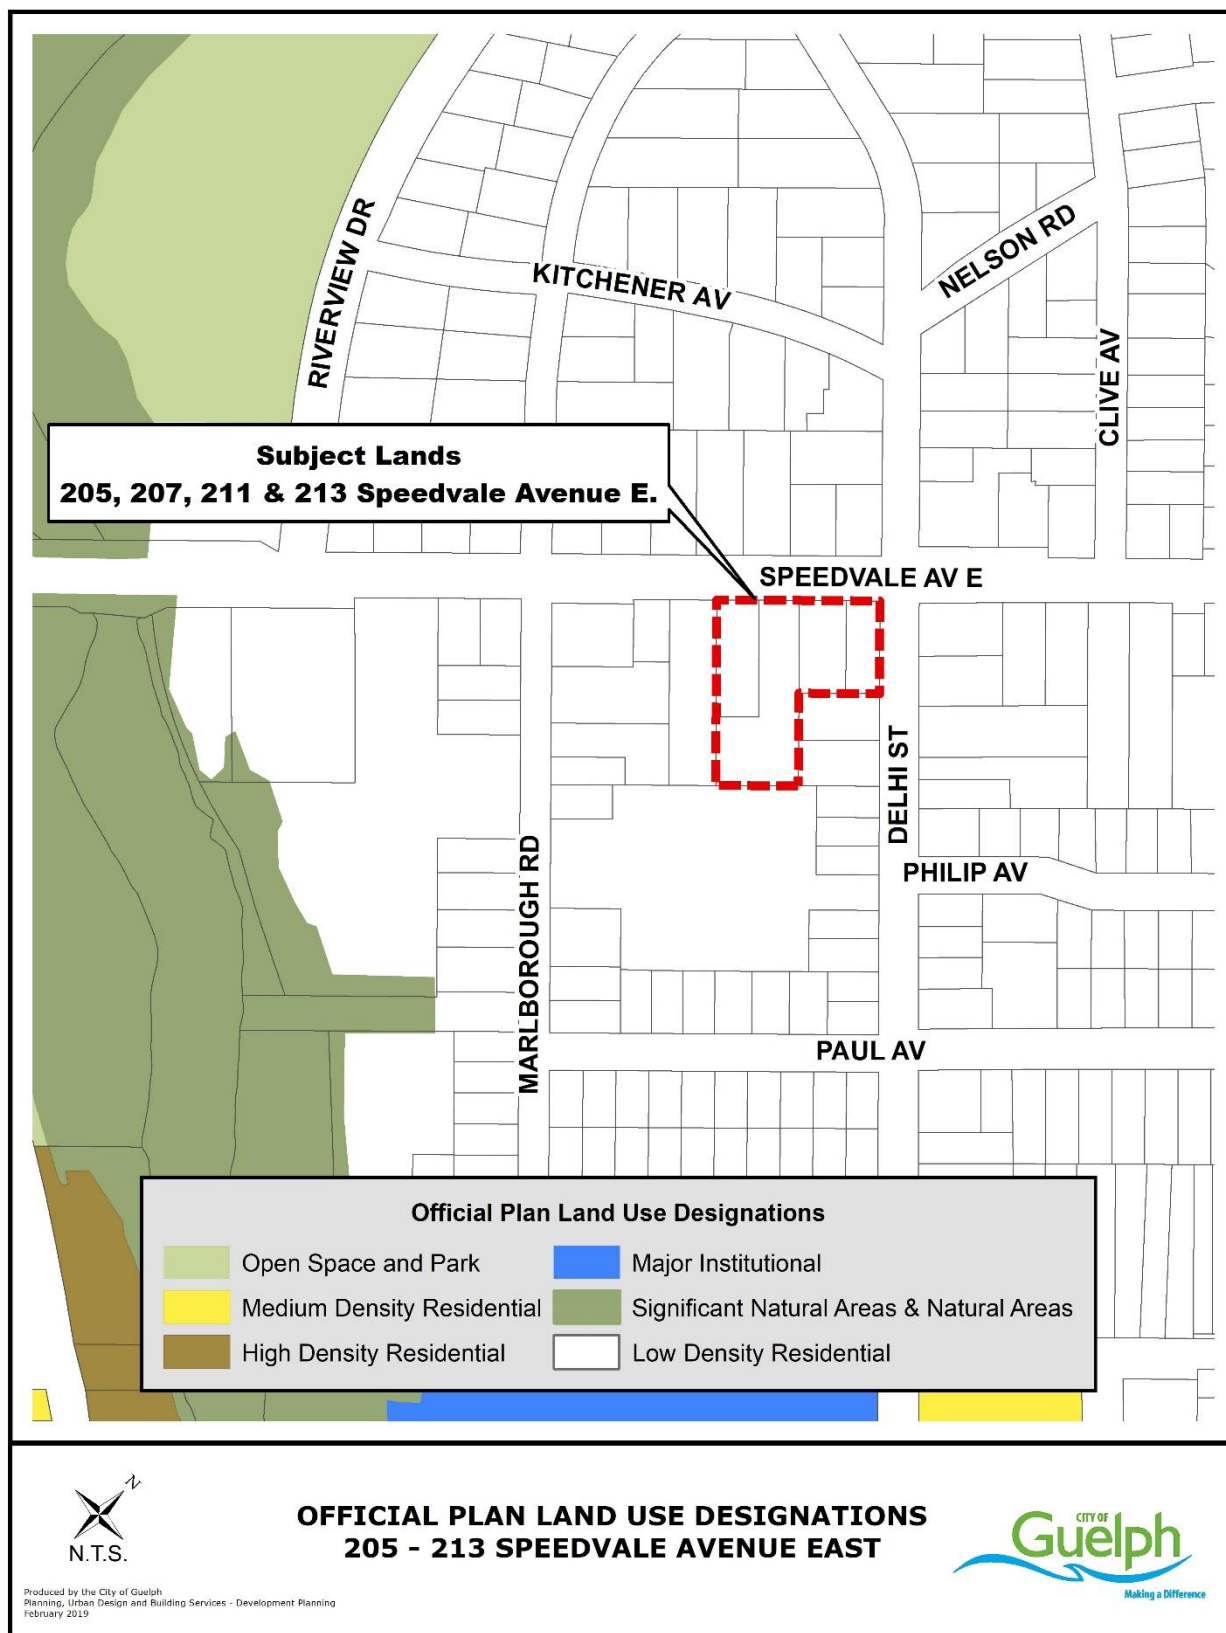 RIVERVIEW DR
KITCHENER AV
NELSON RD
CLIVE AV
Subject Lands
205, 207, 211 & 213 Speedvale Avenue E.
SPEEDVALE AV E
DELHI ST
MARLBOROUGH RD
PHILIP AV
PAUL AV
Official Plan Land Use Designations
Open Space and Park
Major Institutional
Medium Density Residential
Significant Natural Areas & Natural Areas
High Density Residential
Low Density Residential
N
N.T.S.
OFFICIAL PLAN LAND USE DESIGNATIONS
205 - 213 SPEEDVALE AVENUE EAST
CITY OF
Guelph
Making a Difference
Produced by the City of Guelph
Planning, Urban Design and Building Services - Development Planning
February 2019